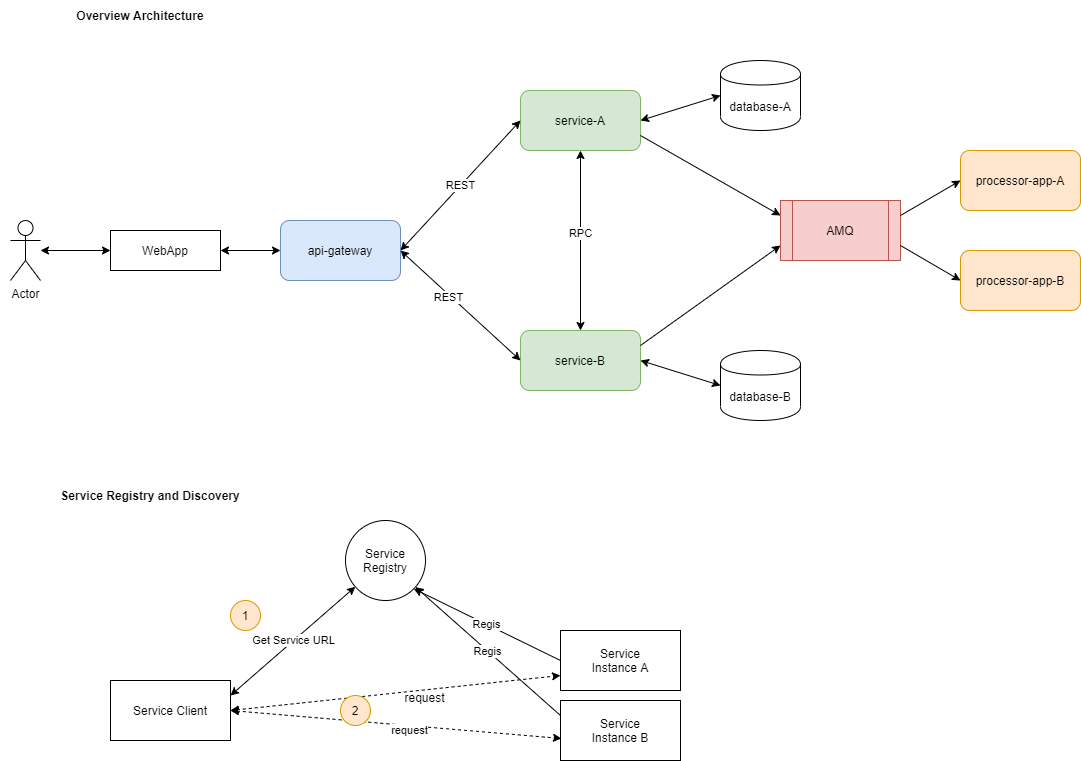 Overview Architecture
database-A
service-A
processor-app-A
REST
AMQ
RPC
WebApp
api-gateway
processor-app-B
Actor
REST
service-B
database-B
Service Registry and Discovery
Service
Registry
1
Regis
Get Service URL
Regis
Service
Instance A
request
Service Client
2
request
Service
Instance B